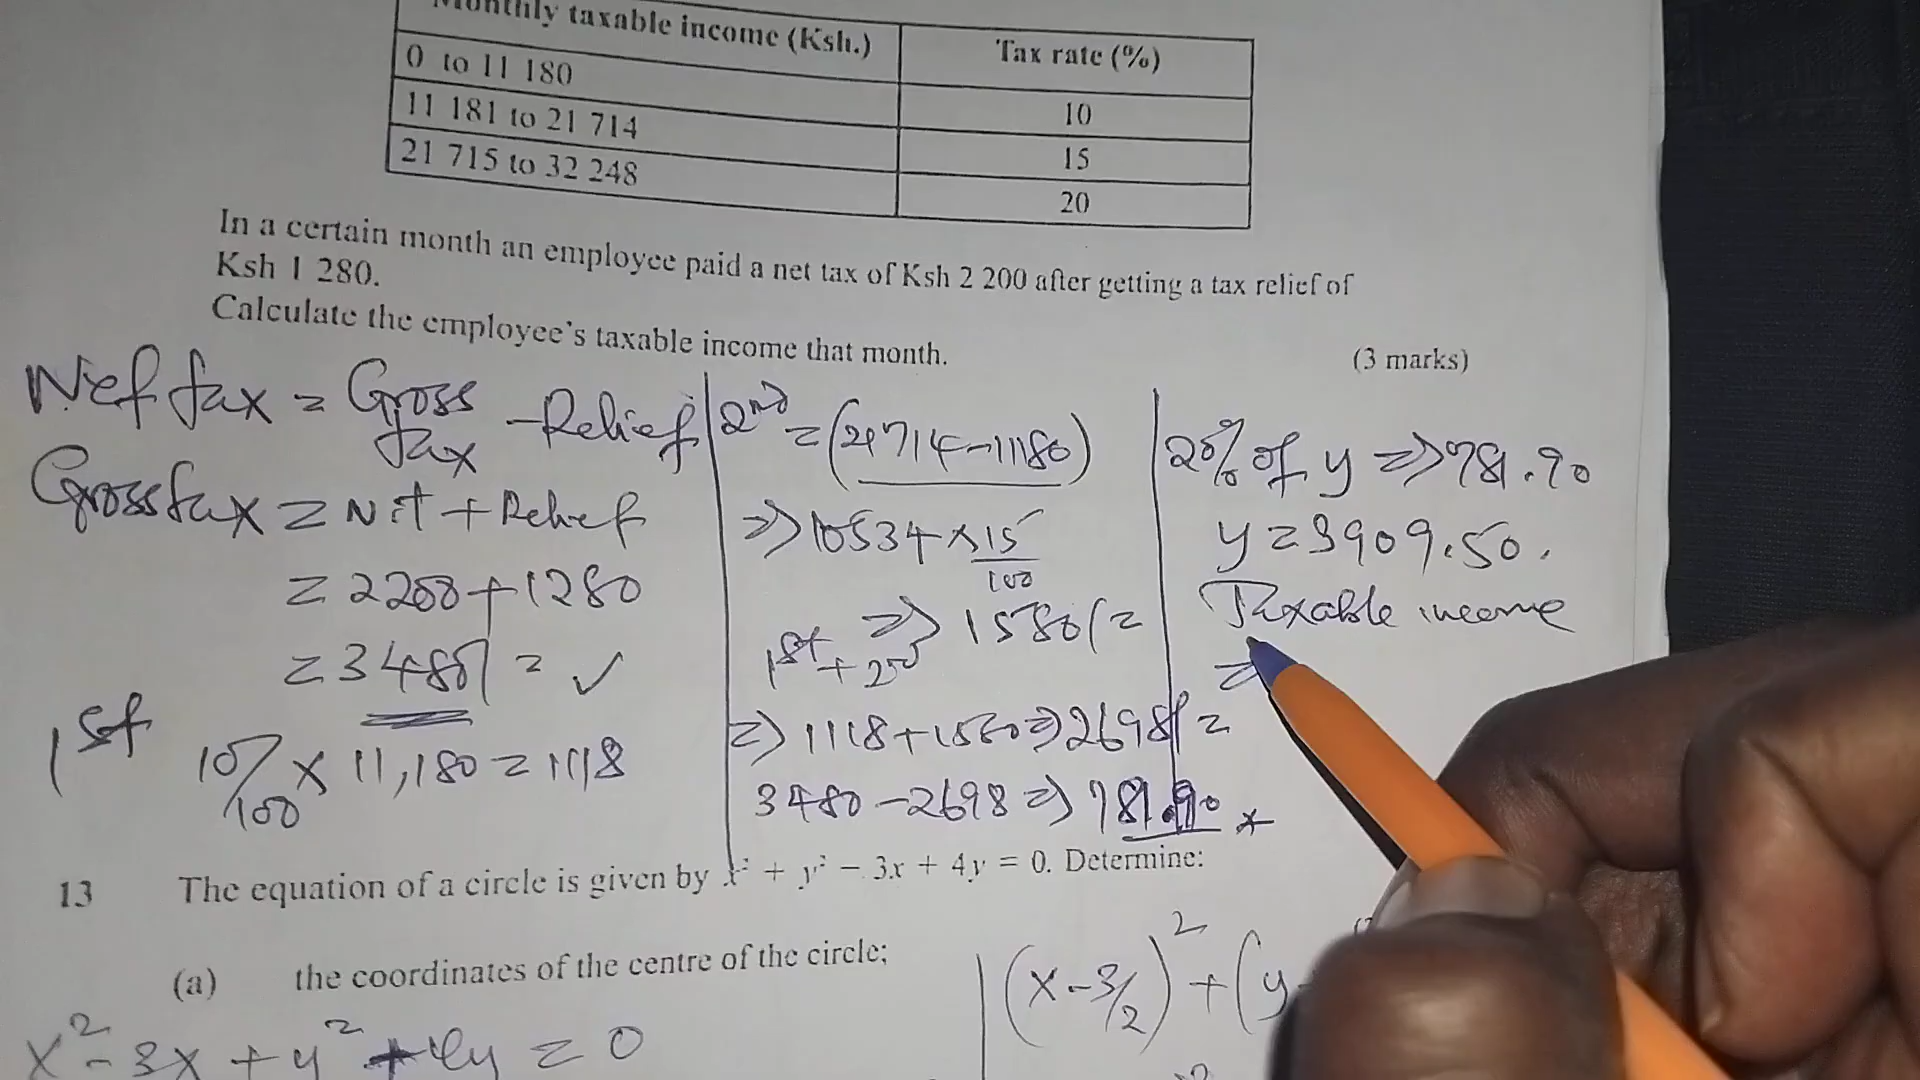 Monthly taxable income (Ksh.) Tax rate (%)
0 to 11 180 10
11 181 to 21 714 15
21 715 to 32 248 20
In a certain month an employee paid a net tax of Ksh 2 200 after getting a tax relief of
Ksh 1 280.
Calculate the employee's taxable income that month.
(3 marks)
Net tax = Gross tax - Relief
Gross tax = Net + Relief
= 2200 + 1280
= 3480/= ✓
1st 10/100 × 11,180 = 1118
2nd = (21714-11180)
=> 10534 × 15/100
=> 1580/=
1st + 2nd
=> 1118 + 1580 => 2698/=
3480 - 2698 => 781.90 *
20% of y => 781.90
y = 3909.50.
Taxable income
=
13 The equation of a circle is given by x² + y² - 3x + 4y = 0. Determine:
(a) the coordinates of the centre of the circle;
x² - 3x + y² + 4y = 0
(x - 3/2)² + (y